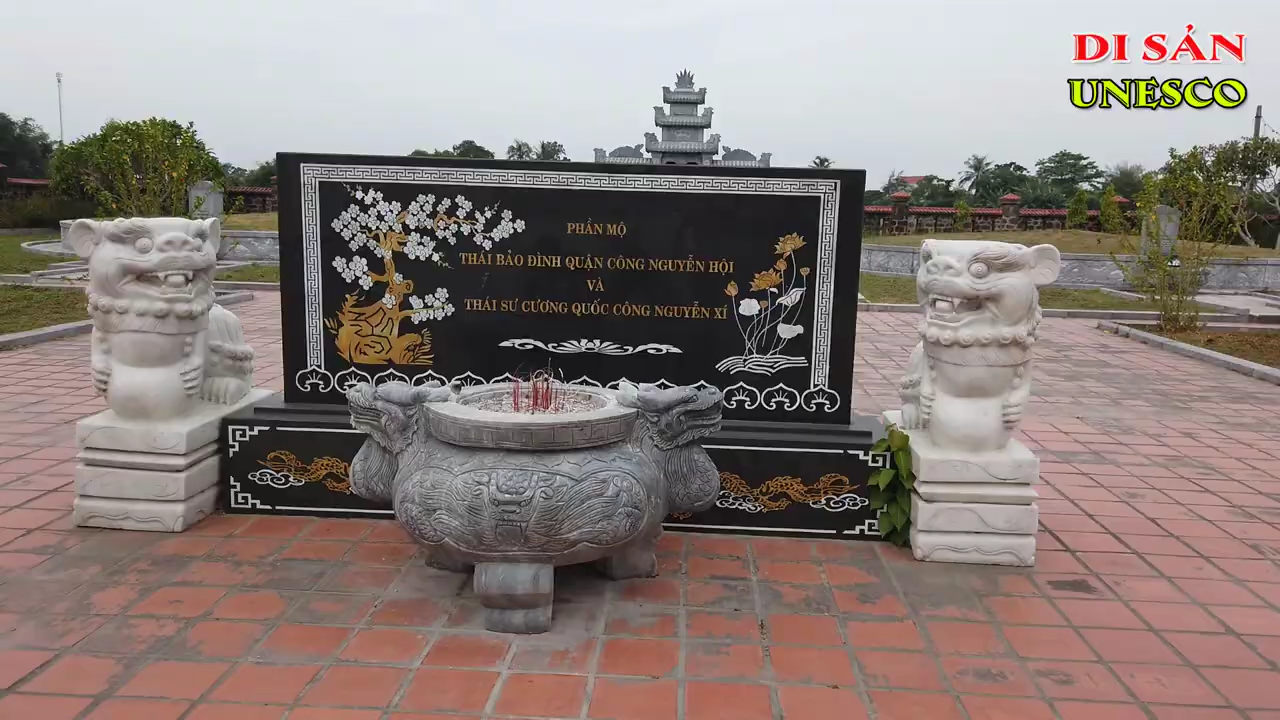 DI SẢN
UNESCO
PHẦN MỘ
THÁI BẢO ĐÌNH QUẬN CÔNG NGUYỄN HỘI
VÀ
THÁI SƯ CƯƠNG QUỐC CÔNG NGUYỄN XÍ